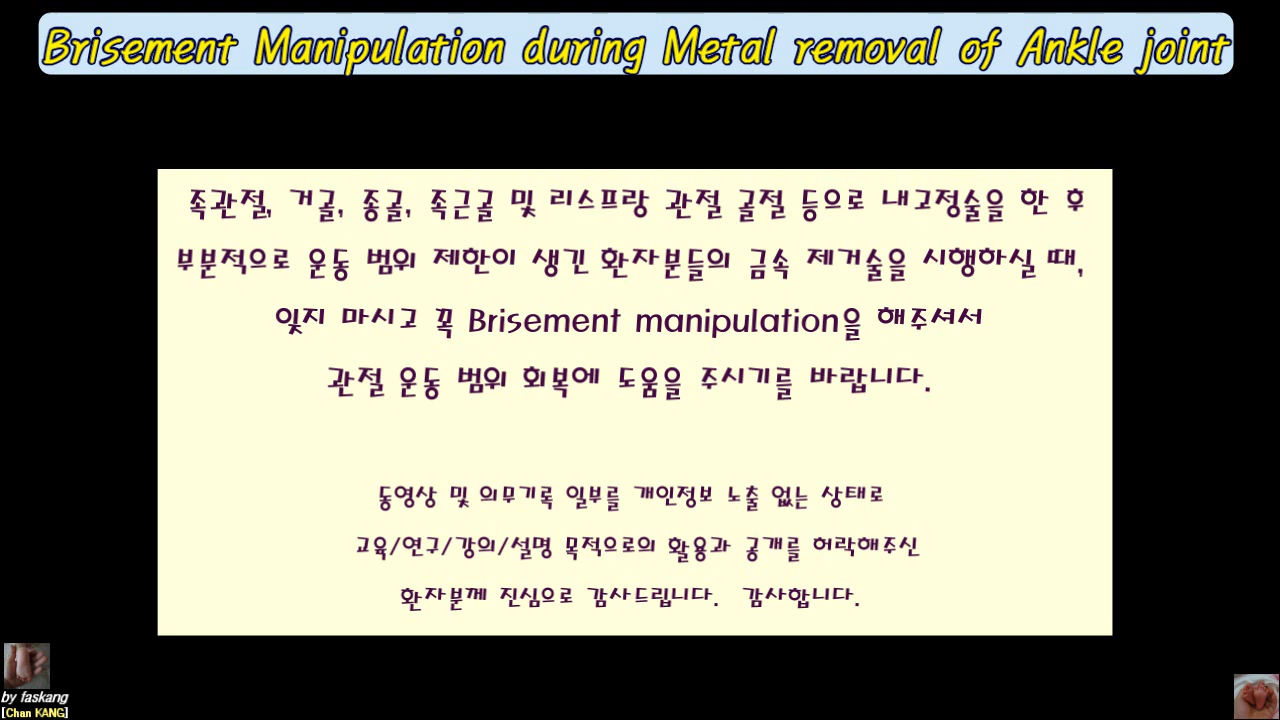 Brisement Manipulation during Metal removal of Ankle joint
족관절, 거골, 종골, 족근골 및 리스프랑 관절 골절 등으로 내고정술을 한 후
부분적으로 운동 범위 제한이 생긴 환자분들의 금속 제거술을 시행하실 때,
잊지 마시고 꼭 Brisement manipulation을 해주셔서
관절 운동 범위 회복에 도움을 주시기를 바랍니다.
동영상 및 의무기록 일부를 개인정보 노출 없는 상태로
교육/연구/강의/설명 목적으로의 활용과 공개를 허락해주신
환자분께 진심으로 감사드립니다. 감사합니다.
by faskang
[Chan KANG]